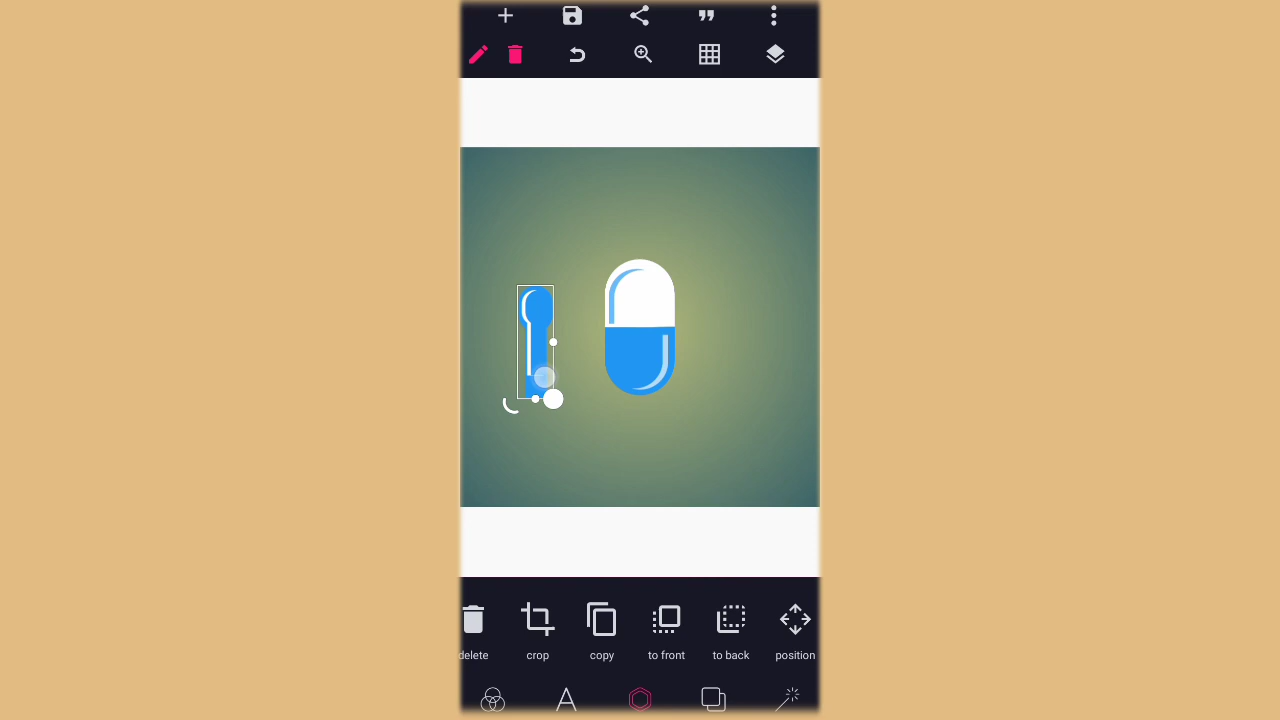 delete
crop
copy
to front
to back
position